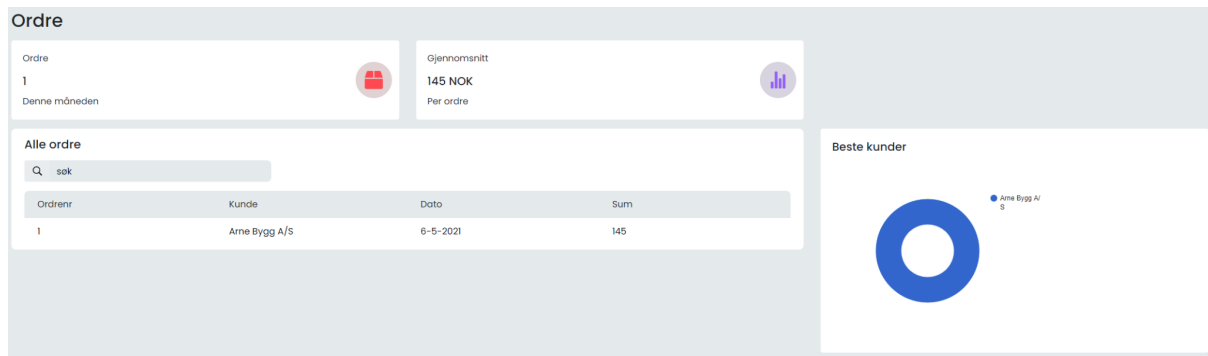 Ordre
Ordre
1
Denne måneden
Gjennomsnitt
145 NOK
Per ordre
Alle ordre
søk
Ordrenr Kunde Dato Sum
1 Arne Bygg A/S 6-5-2021 145
Beste kunder
Arne Bygg A/
S